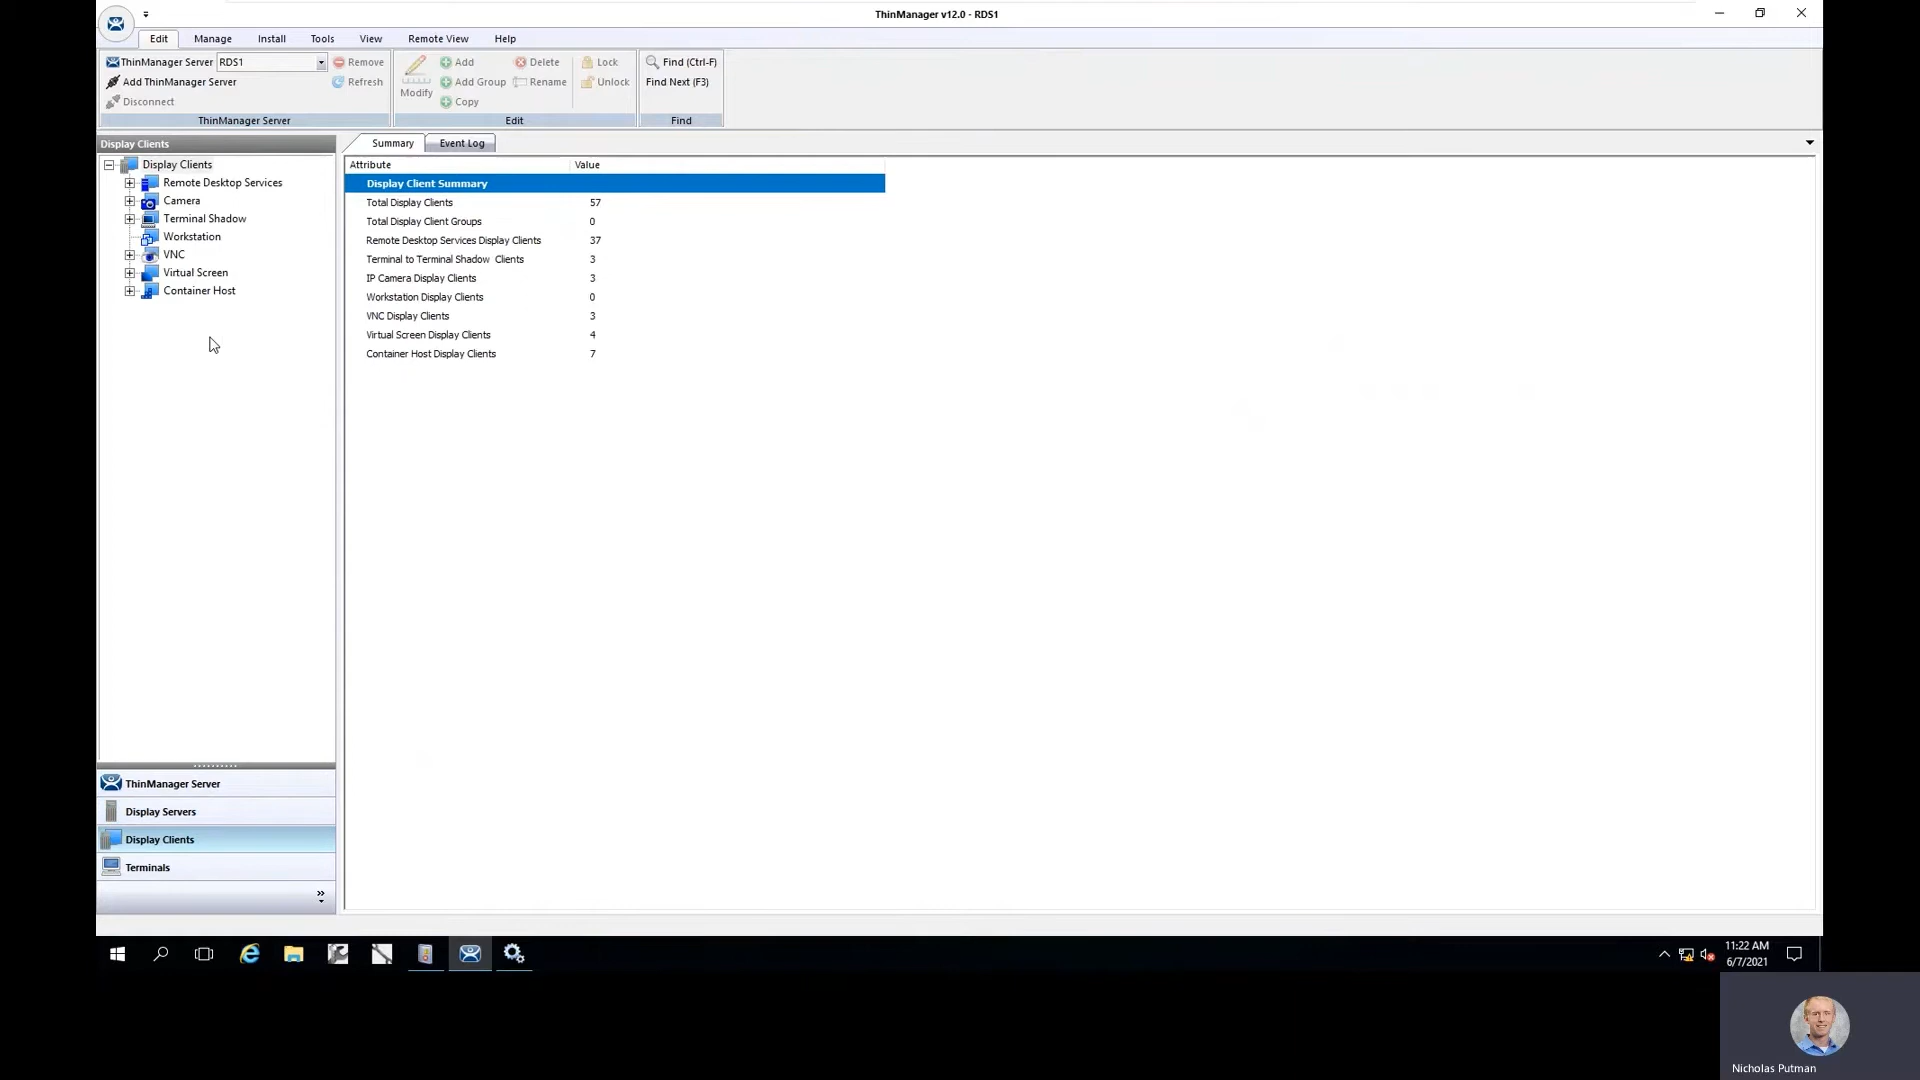 ThinManager v12.0 - RDS1
Edit Manage Install Tools View Remote View Help
ThinManager Server RDS1 Remove
Add ThinManager Server Refresh
Disconnect
ThinManager Server
Modify
Add Delete Lock
Add Group Rename Unlock
Copy
Edit
Find (Ctrl-F)
Find Next (F3)
Find
Display Clients
Display Clients
Remote Desktop Services
Camera
Terminal Shadow
Workstation
VNC
Virtual Screen
Container Host
Summary Event Log
Attribute Value
Display Client Summary
Total Display Clients 57
Total Display Client Groups 0
Remote Desktop Services Display Clients 37
Terminal to Terminal Shadow Clients 3
IP Camera Display Clients 3
Workstation Display Clients 0
VNC Display Clients 3
Virtual Screen Display Clients 4
Container Host Display Clients 7
ThinManager Server
Display Servers
Display Clients
Terminals
11:22 AM
6/7/2021
Nicholas Putman